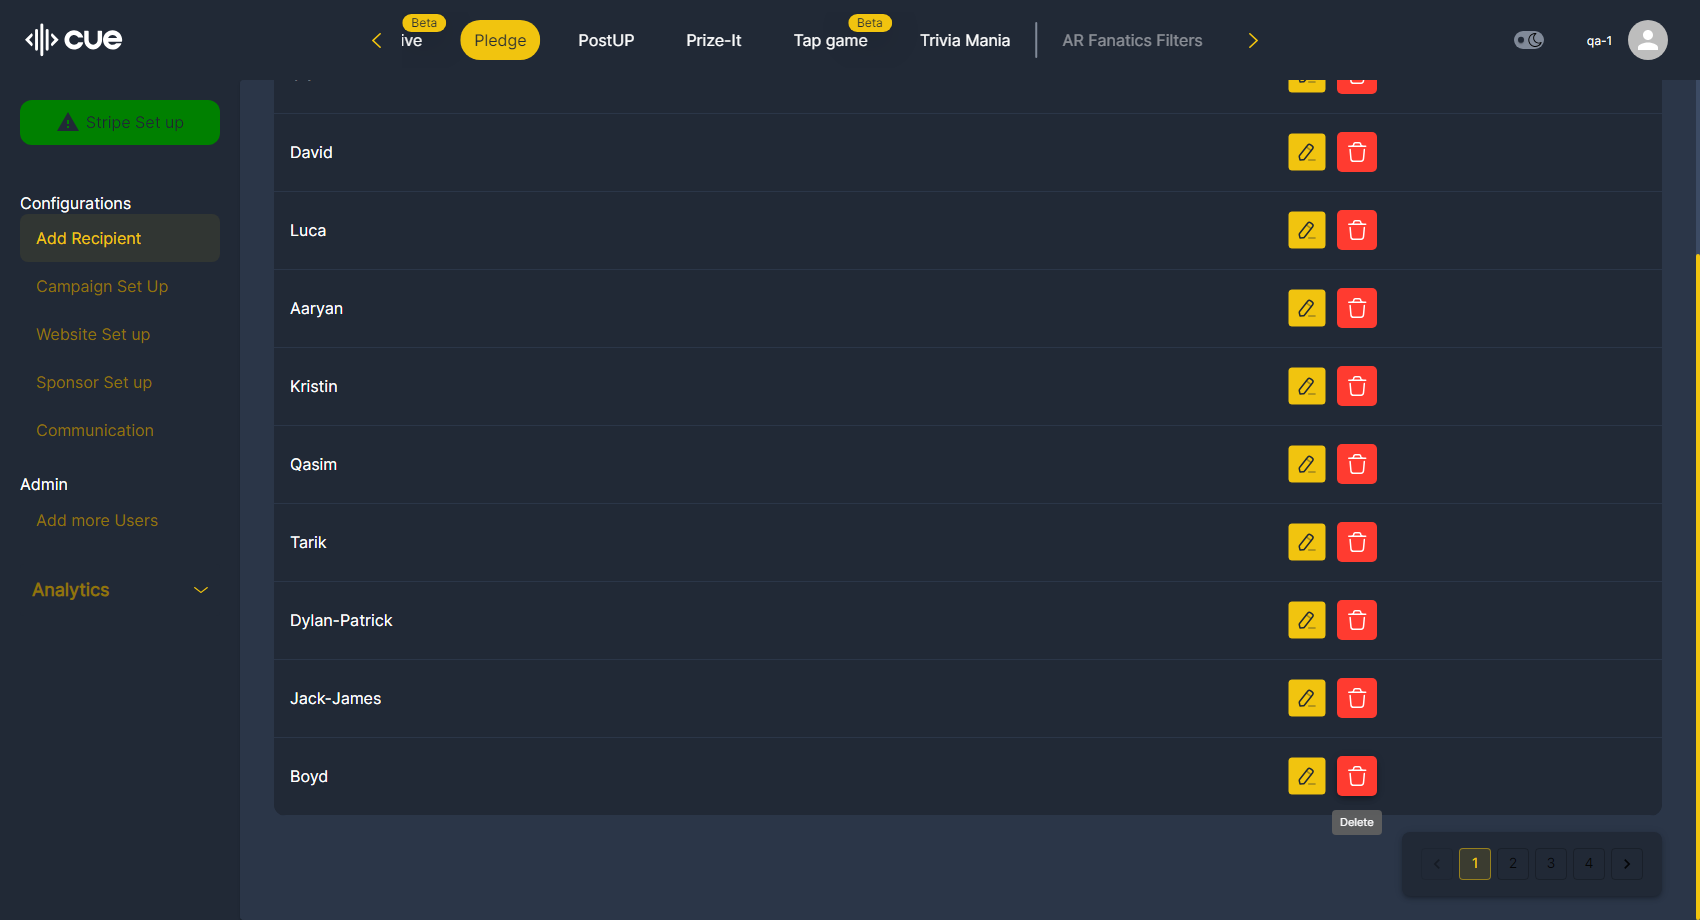 cue
Beta
Beta
ive
Pledge
PostUP
Prize-It
Tap game
Trivia Mania
AR Fanatics Filters
qa-1
Stripe Set up
Configurations
Add Recipient
Campaign Set Up
Website Set up
Sponsor Set up
Communication
Admin
Add more Users
Analytics
David
Luca
Aaryan
Kristin
Qasim
Tarik
Dylan-Patrick
Jack-James
Boyd
Delete
1 2 3 4